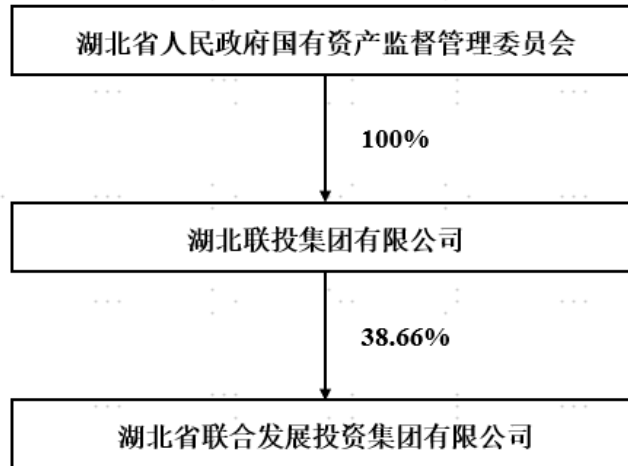 湖北省人民政府国有资产监督管理委员会
100%
湖北联投集团有限公司
38.66%
湖北省联合发展投资集团有限公司